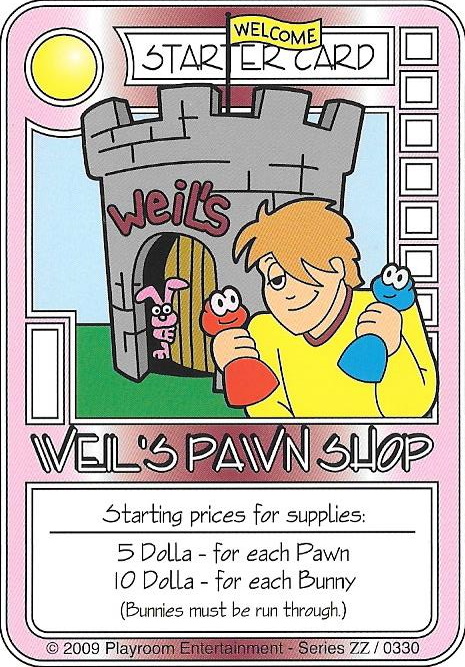 WELCOME
STARTER CARD
WEIL'S
WEIL'S PAWN SHOP
Starting prices for supplies:
5 Dolla - for each Pawn
10 Dolla - for each Bunny
(Bunnies must be run through.)
© 2009 Playroom Entertainment - Series ZZ / 0330